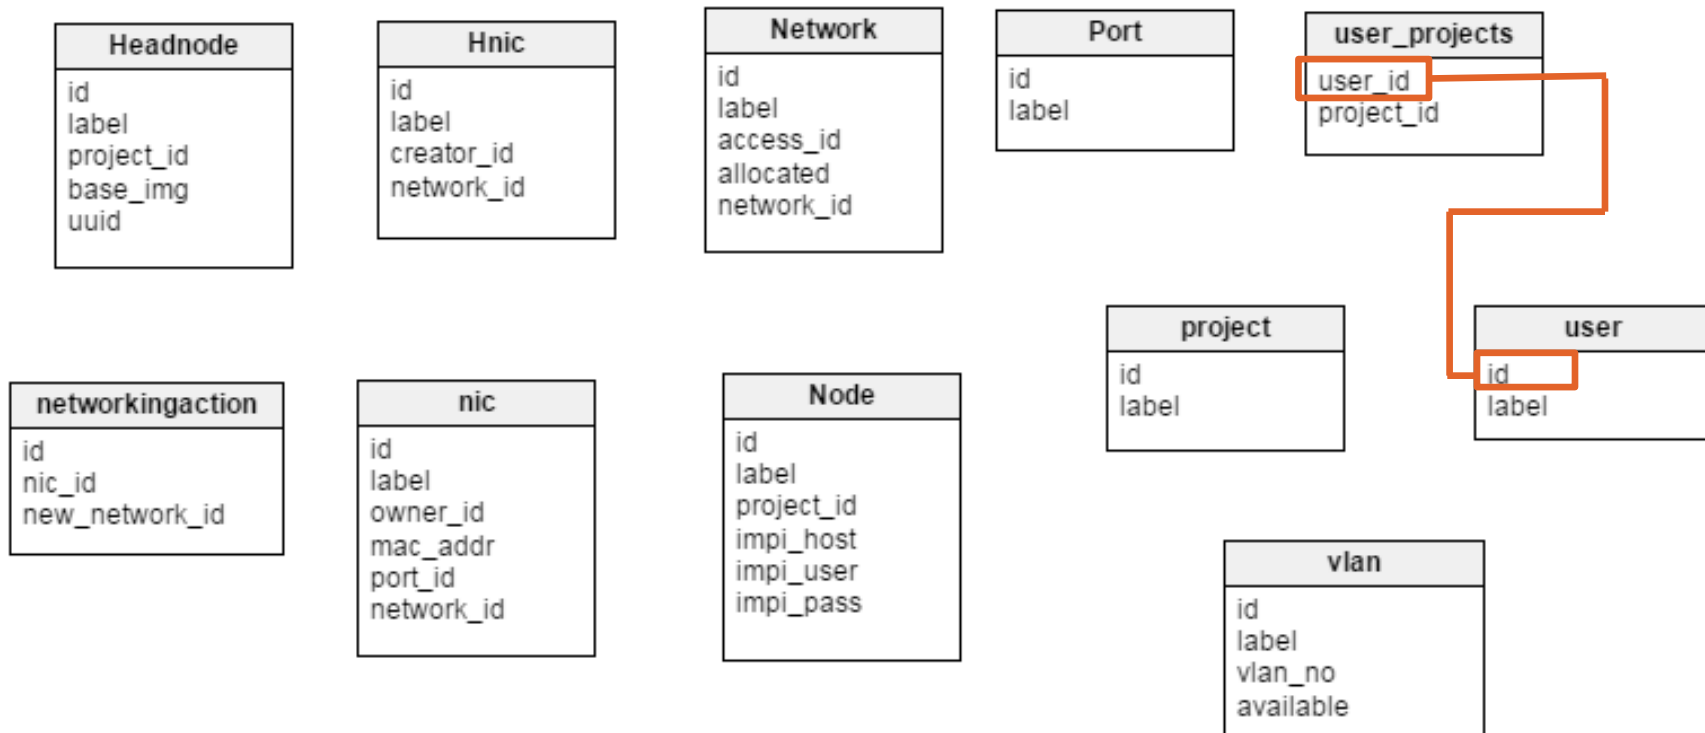 Headnode
id
label
project_id
base_img
uuid
Hnic
id
label
creator_id
network_id
Network
id
label
access_id
allocated
network_id
Port
id
label
user_projects
user_id
project_id
networkingaction
id
nic_id
new_network_id
nic
id
label
owner_id
mac_addr
port_id
network_id
Node
id
label
project_id
impi_host
impi_user
impi_pass
project
id
label
user
id
label
vlan
id
label
vlan_no
available